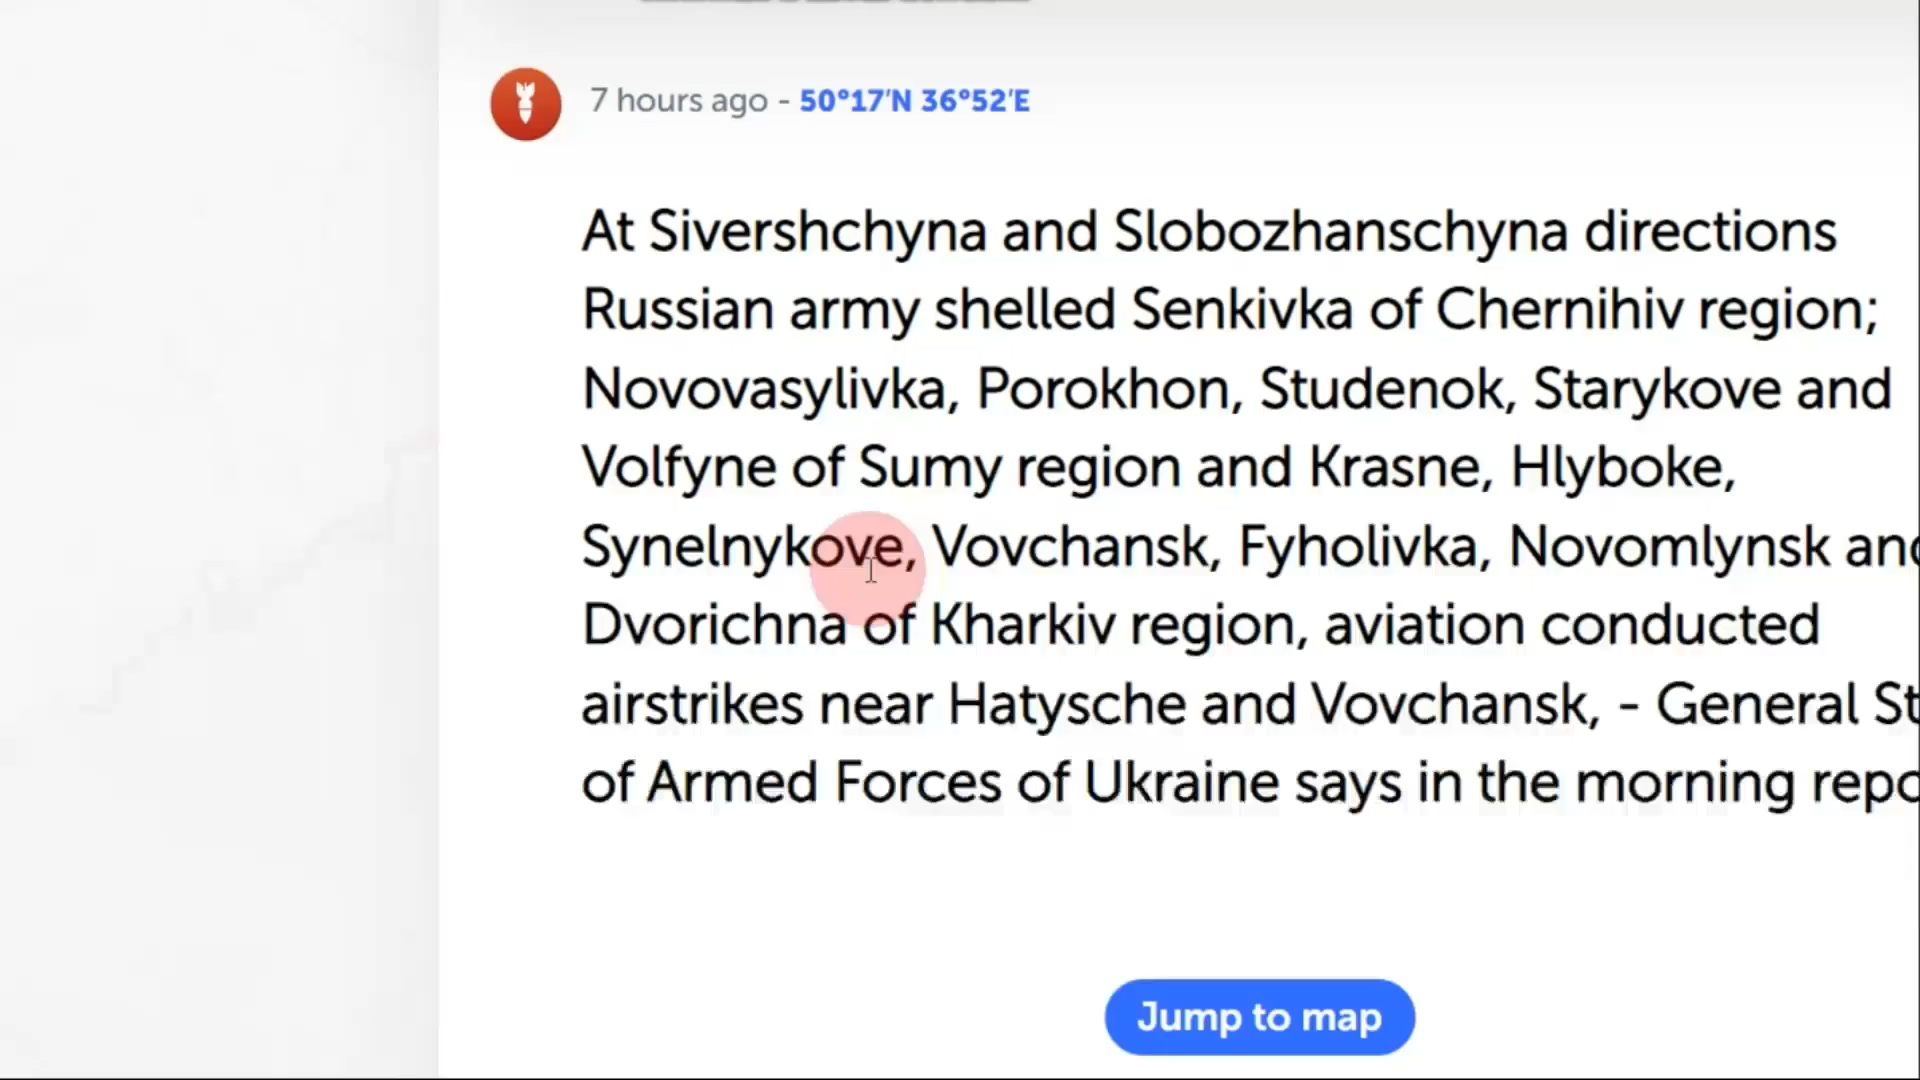 7 hours ago - 50°17'N 36°52'E
At Sivershchyna and Slobozhanschyna directions
Russian army shelled Senkivka of Chernihiv region;
Novovasylivka, Porokhon, Studenok, Starykove and
Volfyne of Sumy region and Krasne, Hlyboke,
Synelnykove, Vovchansk, Fyholivka, Novomlynsk and
Dvorichna of Kharkiv region, aviation conducted
airstrikes near Hatysche and Vovchansk, - General St
of Armed Forces of Ukraine says in the morning repo
Jump to map